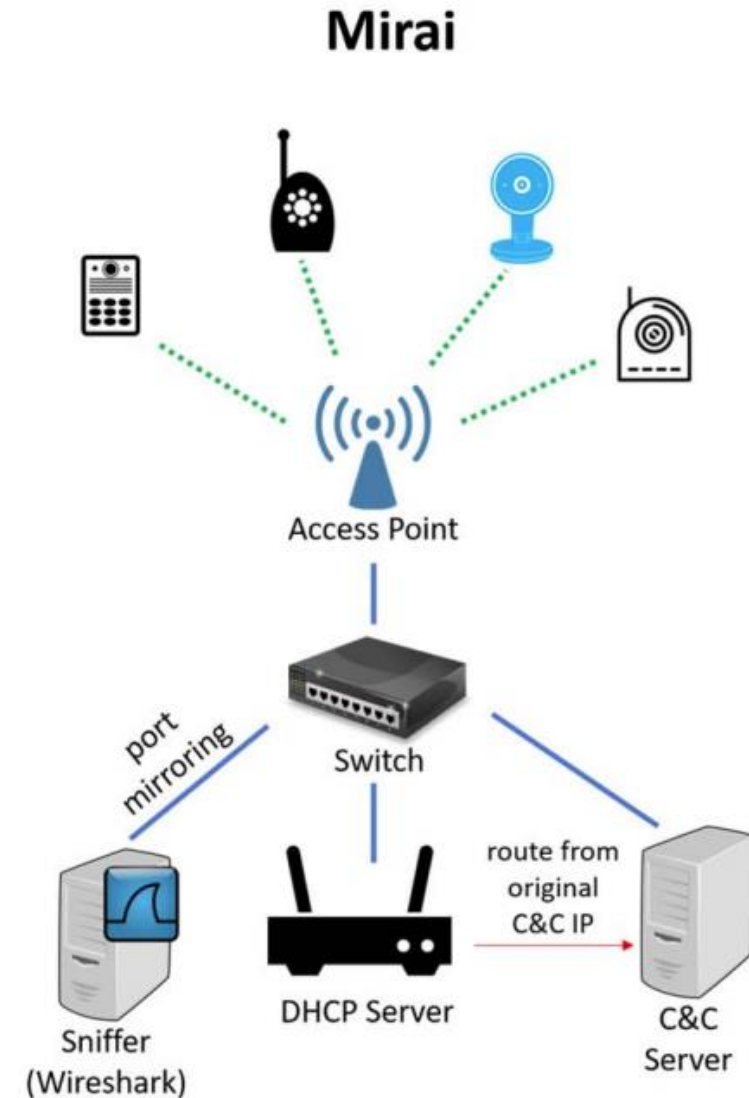 Mirai
Access Point
port
mirroring
Switch
route from
original
C&C IP
DHCP Server
C&C
Server
Sniffer
(Wireshark)